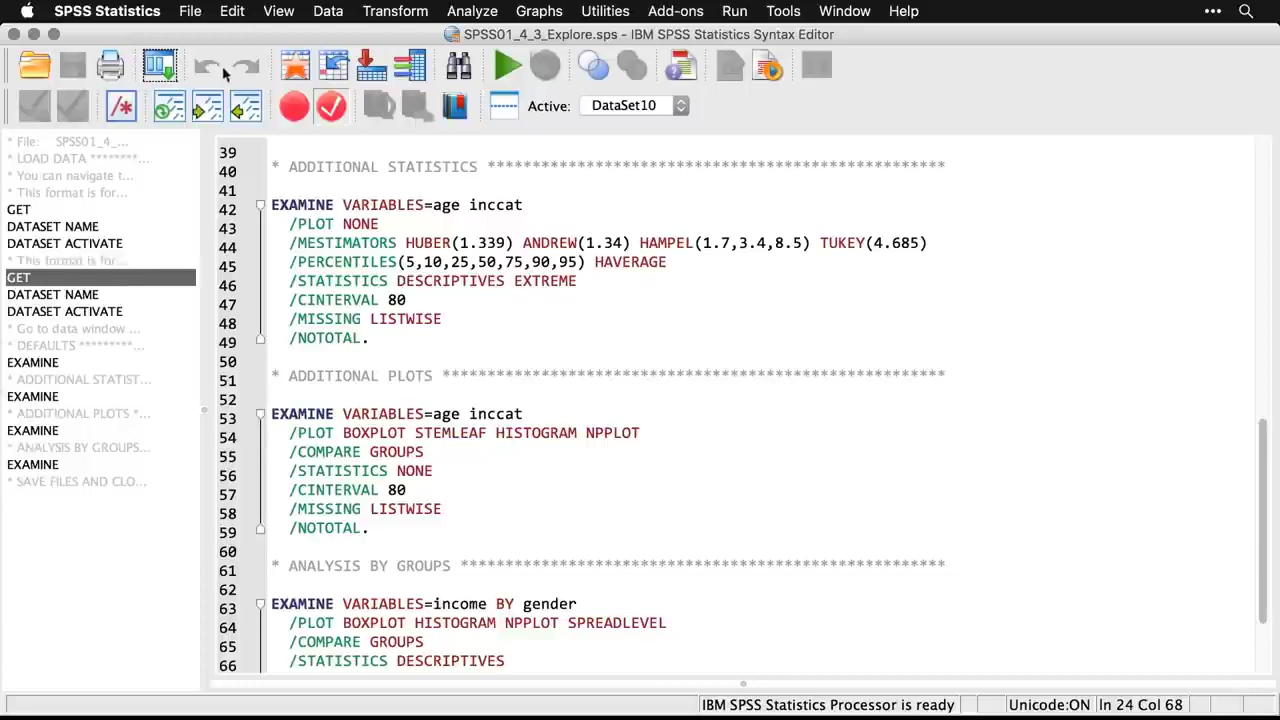 SPSS Statistics File Edit View Data Transform Analyze Graphs Utilities Add-ons Run Tools Window Help
SPSS01_4_3_Explore.sps - IBM SPSS Statistics Syntax Editor
Active: DataSet10
* File: SPSS01_4_...
* LOAD DATA ********...
* You can navigate t...
* This format is for...
GET
DATASET NAME
DATASET ACTIVATE
* This format is for...
GET
DATASET NAME
DATASET ACTIVATE
* Go to data window ...
* DEFAULTS *********...
EXAMINE
* ADDITIONAL STATIST...
EXAMINE
* ADDITIONAL PLOTS *...
EXAMINE
* ANALYSIS BY GROUPS...
EXAMINE
* SAVE FILES AND CLO...
39
40 * ADDITIONAL STATISTICS ***************************************************
41
42 EXAMINE VARIABLES=age inccat
43 /PLOT NONE
44 /MESTIMATORS HUBER(1.339) ANDREW(1.34) HAMPEL(1.7,3.4,8.5) TUKEY(4.685)
45 /PERCENTILES(5,10,25,50,75,90,95) HAVERAGE
46 /STATISTICS DESCRIPTIVES EXTREME
47 /CINTERVAL 80
48 /MISSING LISTWISE
49 /NOTOTAL.
50
51 * ADDITIONAL PLOTS ********************************************************
52
53 EXAMINE VARIABLES=age inccat
54 /PLOT BOXPLOT STEMLEAF HISTOGRAM NPPLOT
55 /COMPARE GROUPS
56 /STATISTICS NONE
57 /CINTERVAL 80
58 /MISSING LISTWISE
59 /NOTOTAL.
60
61 * ANALYSIS BY GROUPS ******************************************************
62
63 EXAMINE VARIABLES=income BY gender
64 /PLOT BOXPLOT HISTOGRAM NPPLOT SPREADLEVEL
65 /COMPARE GROUPS
66 /STATISTICS DESCRIPTIVES
IBM SPSS Statistics Processor is ready Unicode:ON In 24 Col 68